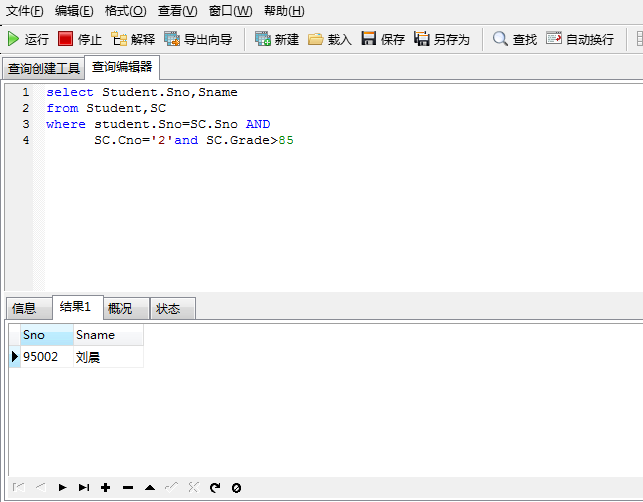 文件(F) 编辑(E) 格式(O) 查看(V) 窗口(W) 帮助(H)
运行 停止 解释 导出向导 新建 载入 保存 另存为 查找 自动换行
查询创建工具 查询编辑器
1 select Student.Sno,Sname
2 from Student,SC
3 where student.Sno=SC.Sno AND
4 SC.Cno='2'and SC.Grade>85
信息 结果1 概况 状态
Sno Sname
95002 刘晨